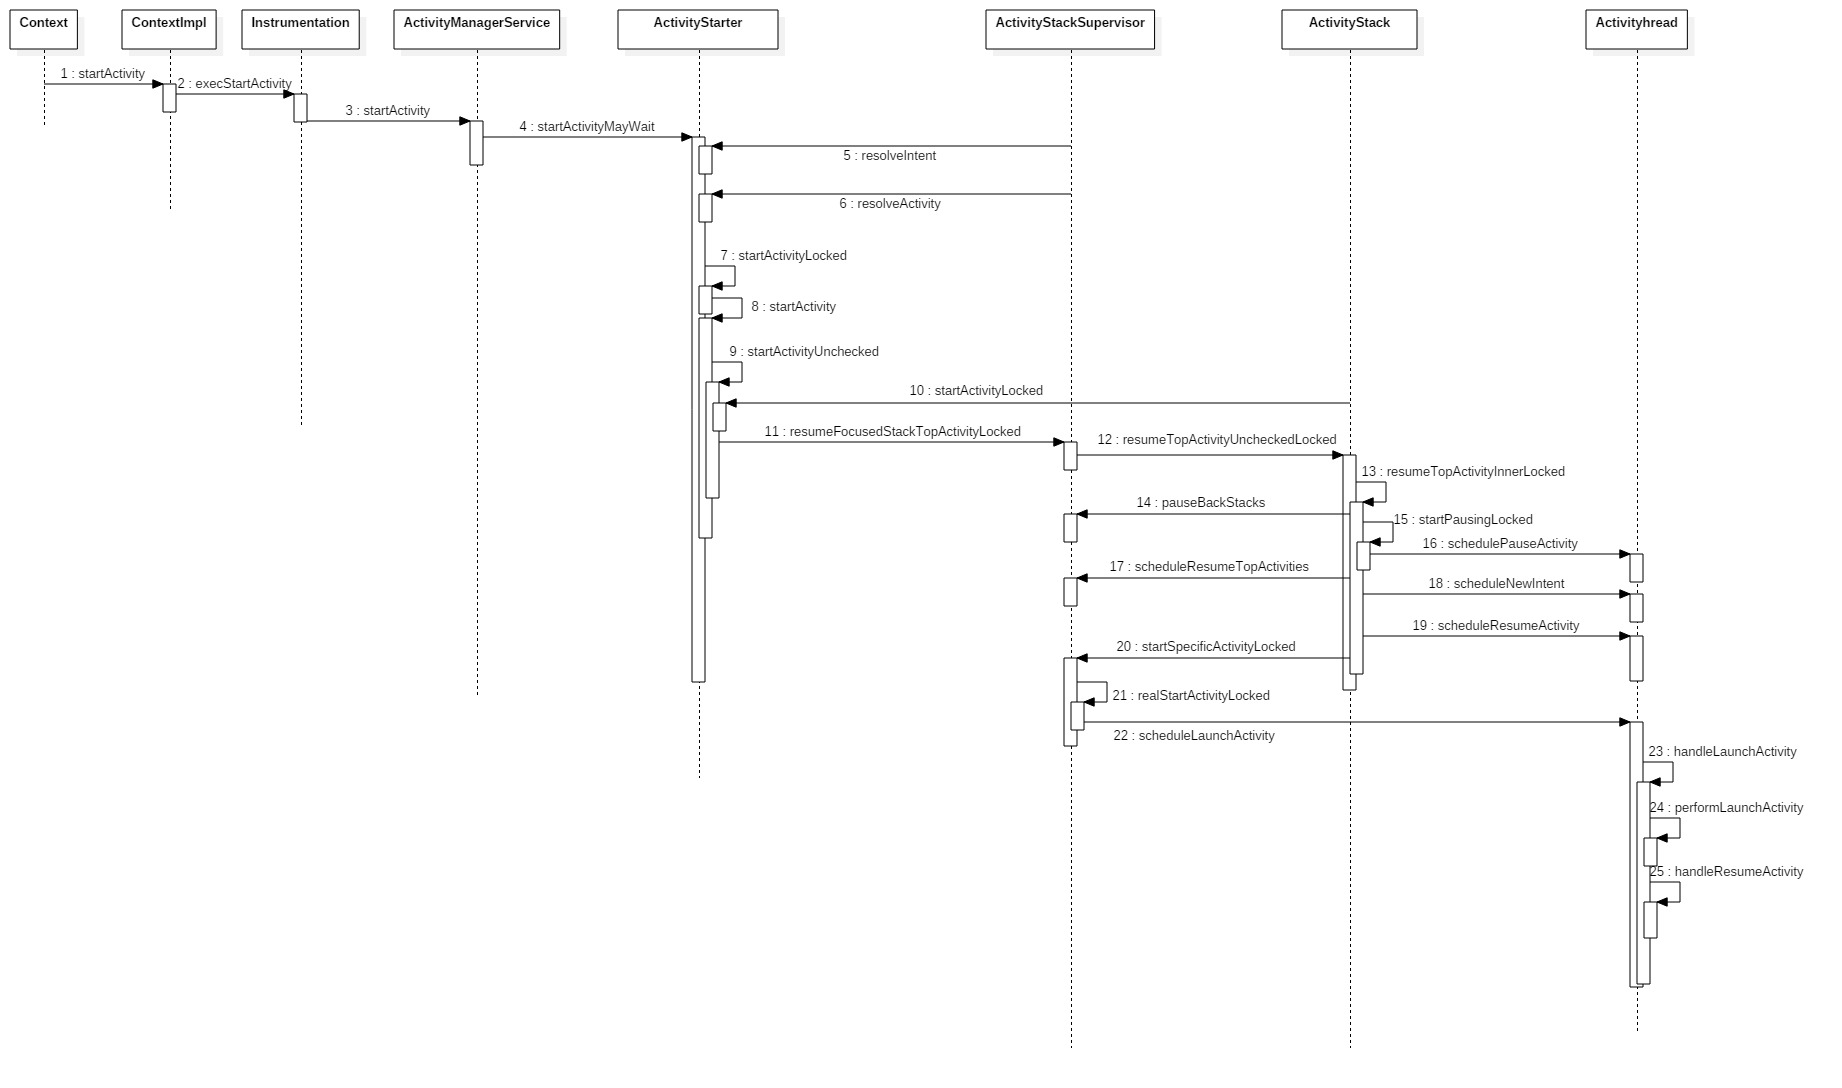 Context
ContextImpl
Instrumentation
ActivityManagerService
ActivityStarter
ActivityStackSupervisor
ActivityStack
Activityhread
1 : startActivity
2 : execStartActivity
3 : startActivity
4 : startActivityMayWait
5 : resolveIntent
6 : resolveActivity
7 : startActivityLocked
8 : startActivity
9 : startActivityUnchecked
10 : startActivityLocked
11 : resumeFocusedStackTopActivityLocked
12 : resumeTopActivityUncheckedLocked
13 : resumeTopActivityInnerLocked
14 : pauseBackStacks
15 : startPausingLocked
16 : schedulePauseActivity
17 : scheduleResumeTopActivities
18 : scheduleNewIntent
19 : scheduleResumeActivity
20 : startSpecificActivityLocked
21 : realStartActivityLocked
22 : scheduleLaunchActivity
23 : handleLaunchActivity
24 : performLaunchActivity
25 : handleResumeActivity